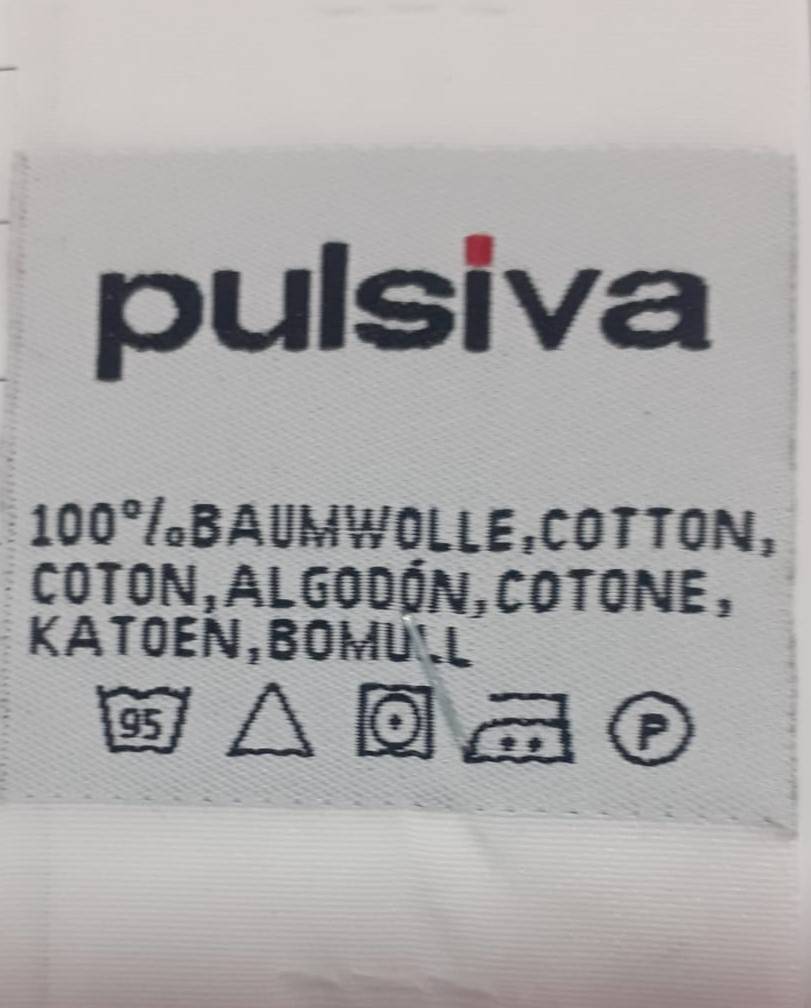 pulsiva
100%BAUMWOLLE,COTTON,
COTON,ALGODÓN,COTONE,
KATOEN,BOMULL
95 P